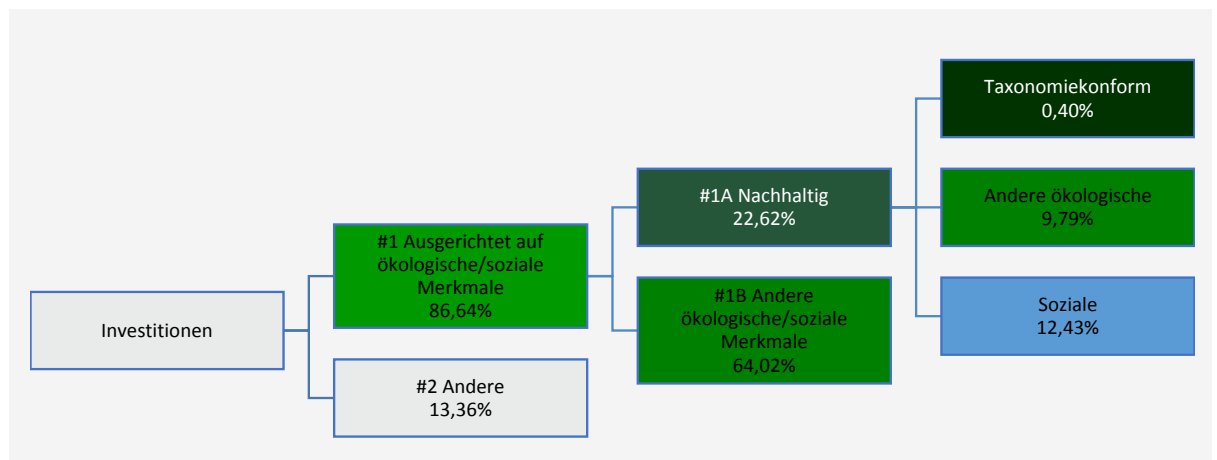 Investitionen
#1 Ausgerichtet auf
ökologische/soziale
Merkmale
86,64%
#2 Andere
13,36%
#1A Nachhaltig
22,62%
#1B Andere
ökologische/soziale
Merkmale
64,02%
Taxonomiekonform
0,40%
Andere ökologische
9,79%
Soziale
12,43%